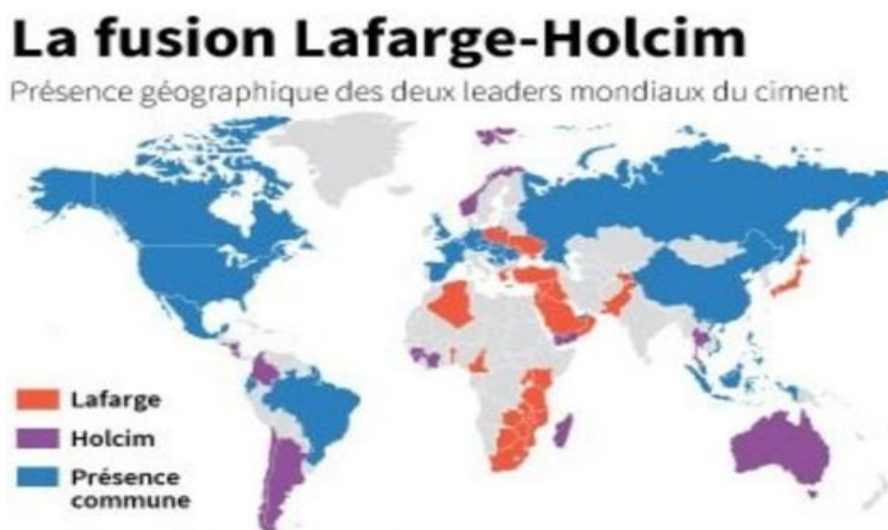 La fusion Lafarge-Holcim
Présence géographique des deux leaders mondiaux du ciment
Lafarge
Holcim
Présence
commune